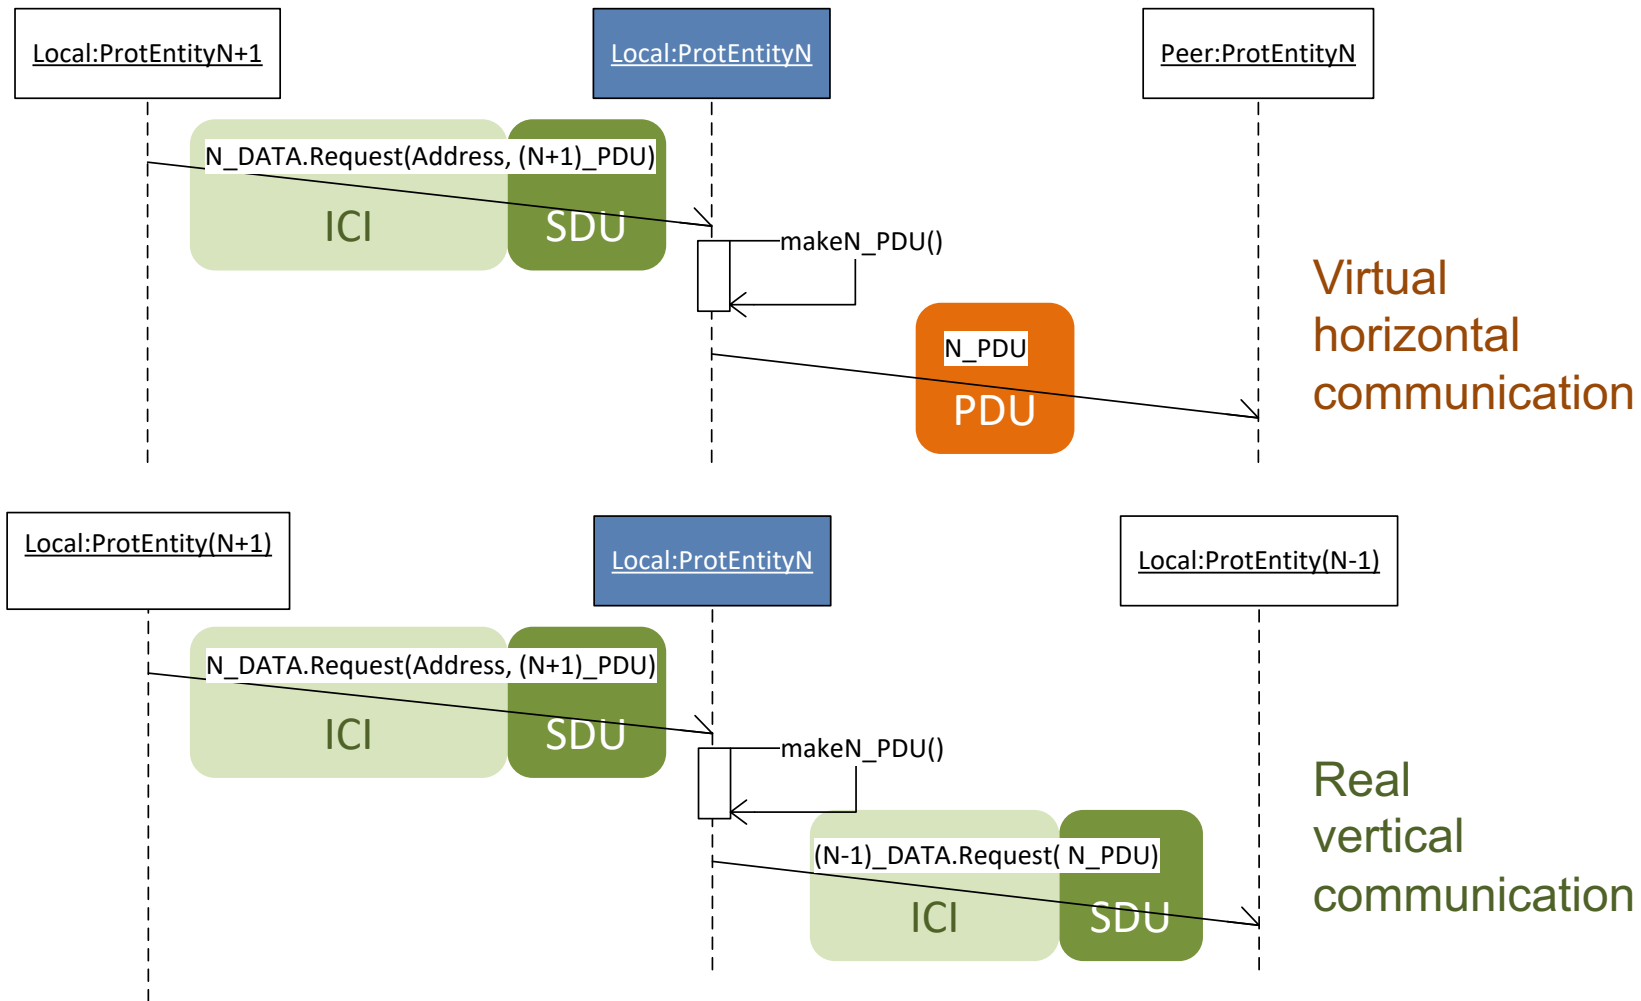 Local:ProtEntityN+1
Local:ProtEntityN
Peer:ProtEntityN
N_DATA.Request(Address, (N+1)_PDU)
ICI
SDU
makeN_PDU()
N_PDU
PDU
Virtual
horizontal
communication
Local:ProtEntity(N+1)
Local:ProtEntityN
Local:ProtEntity(N-1)
N_DATA.Request(Address, (N+1)_PDU)
ICI
SDU
makeN_PDU()
(N-1)_DATA.Request( N_PDU)
ICI
SDU
Real
vertical
communication